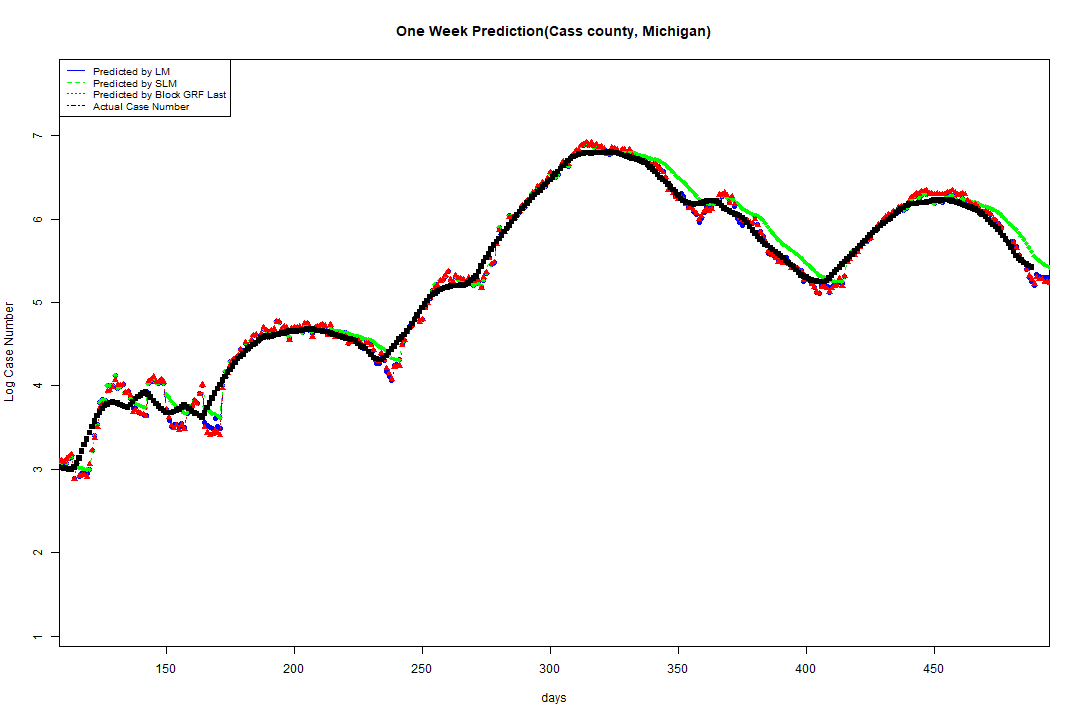 One Week Prediction(Cass county, Michigan)
Predicted by LM
Predicted by SLM
Predicted by Block GRF Last
Actual Case Number
Log Case Number
7
6
5
4
3
2
1
150 200 250 300 350 400 450
days